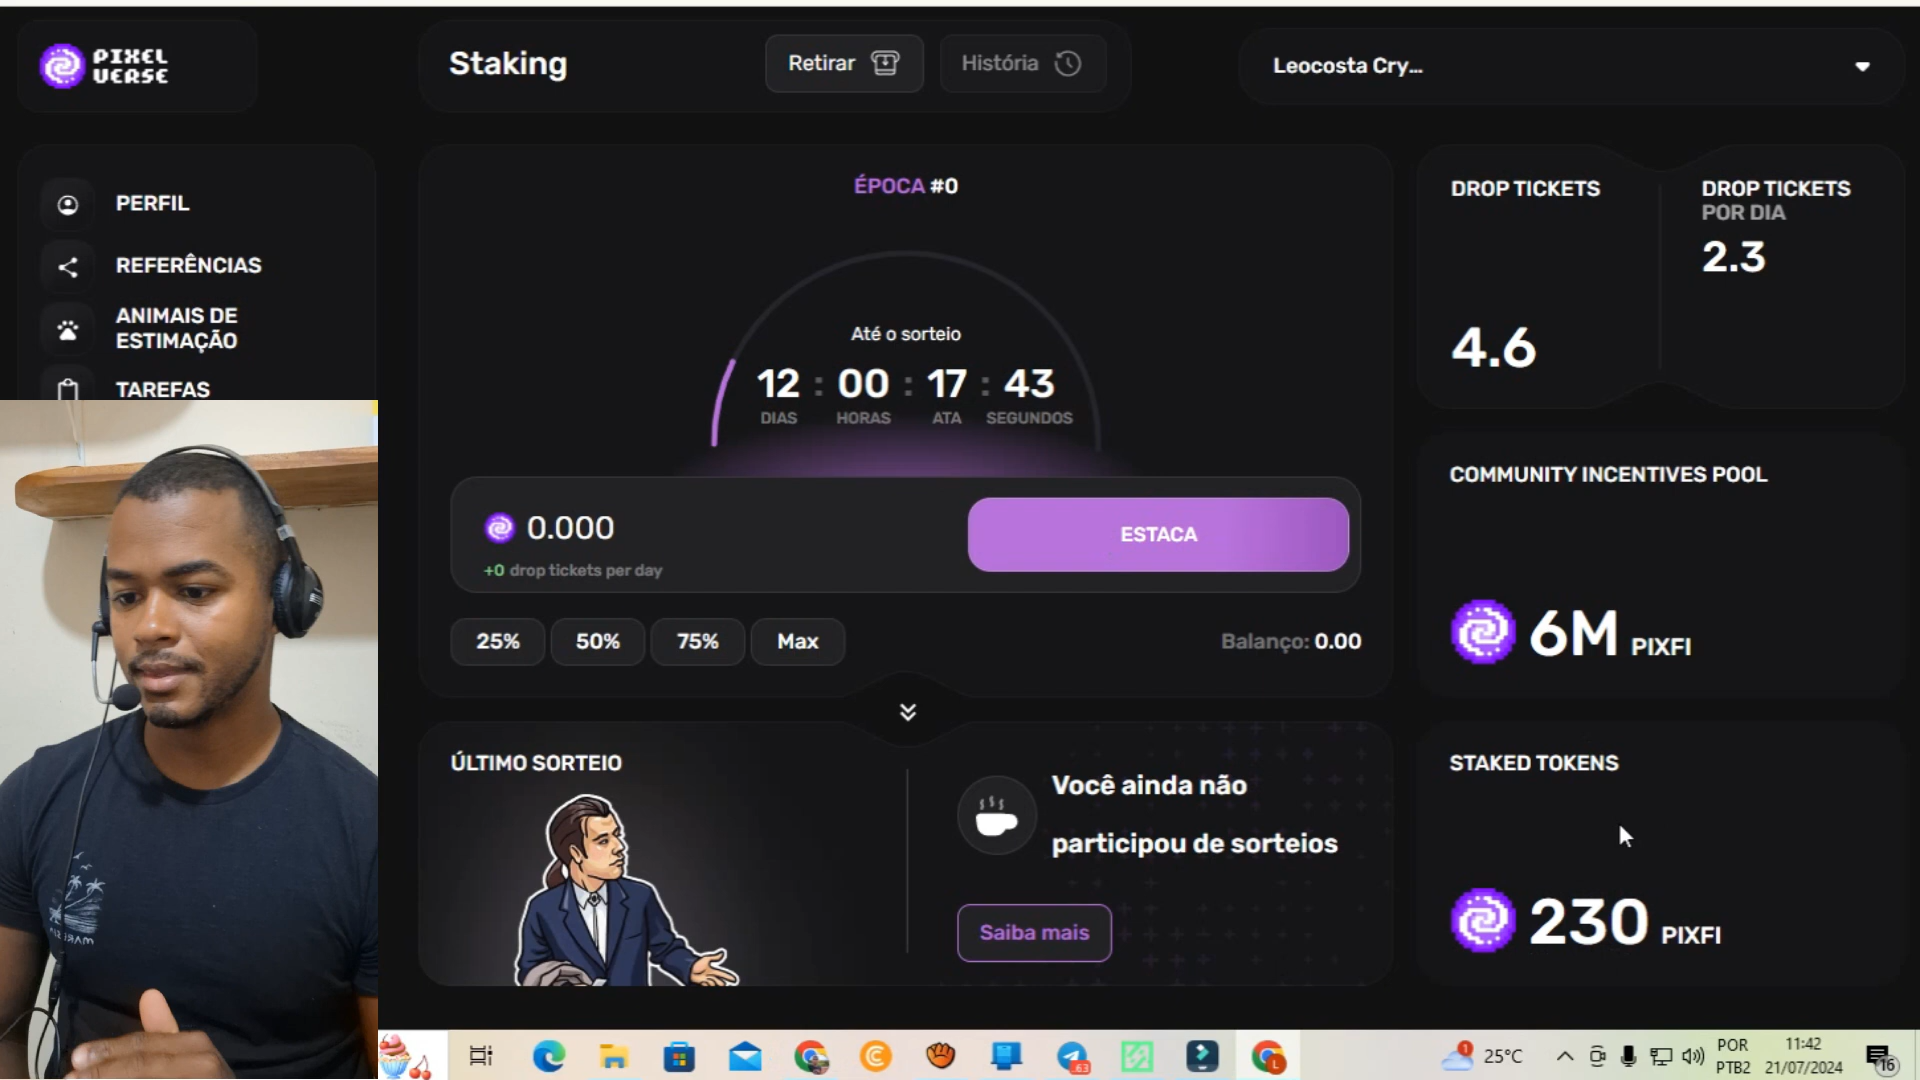 PIXEL
VERSE
Staking
Retirar
História
Leocosta Cry...
PERFIL
REFERÊNCIAS
ANIMAIS DE
ESTIMAÇÃO
TAREFAS
ÉPOCA #0
Até o sorteio
12 : 00 : 17 : 43
DIAS HORAS ATA SEGUNDOS
0.000
+0 drop tickets per day
ESTACA
25% 50% 75% Max
Balanço: 0.00
ÚLTIMO SORTEIO
Você ainda não
participou de sorteios
Saiba mais
DROP TICKETS
4.6
DROP TICKETS
POR DIA
2.3
COMMUNITY INCENTIVES POOL
6M PIXFI
STAKED TOKENS
230 PIXFI
63
L
1
25°C
POR
PTB2
11:42
21/07/2024
16